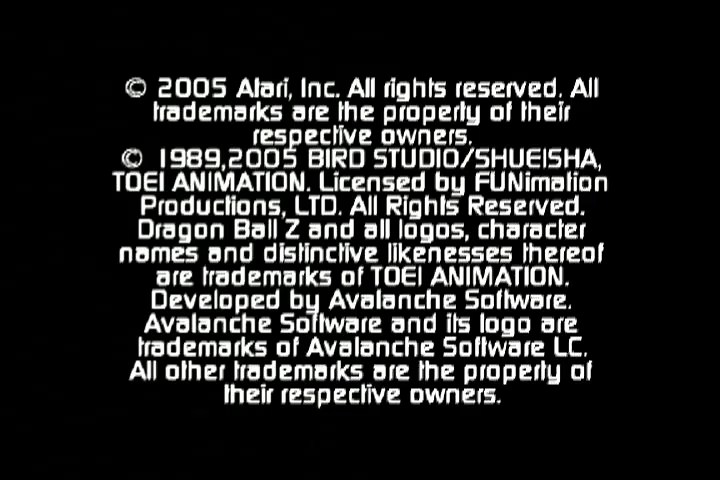 © 2005 Atari, Inc. All rights reserved. All
trademarks are the property of their
respective owners.
© 1989,2005 BIRD STUDIO/SHUEISHA,
TOEI ANIMATION. Licensed by FUNimation
Productions, LTD. All Rights Reserved.
Dragon Ball Z and all logos, character
names and distinctive likenesses thereof
are trademarks of TOEI ANIMATION.
Developed by Avalanche Software.
Avalanche Software and its logo are
trademarks of Avalanche Software LC.
All other trademarks are the property of
their respective owners.